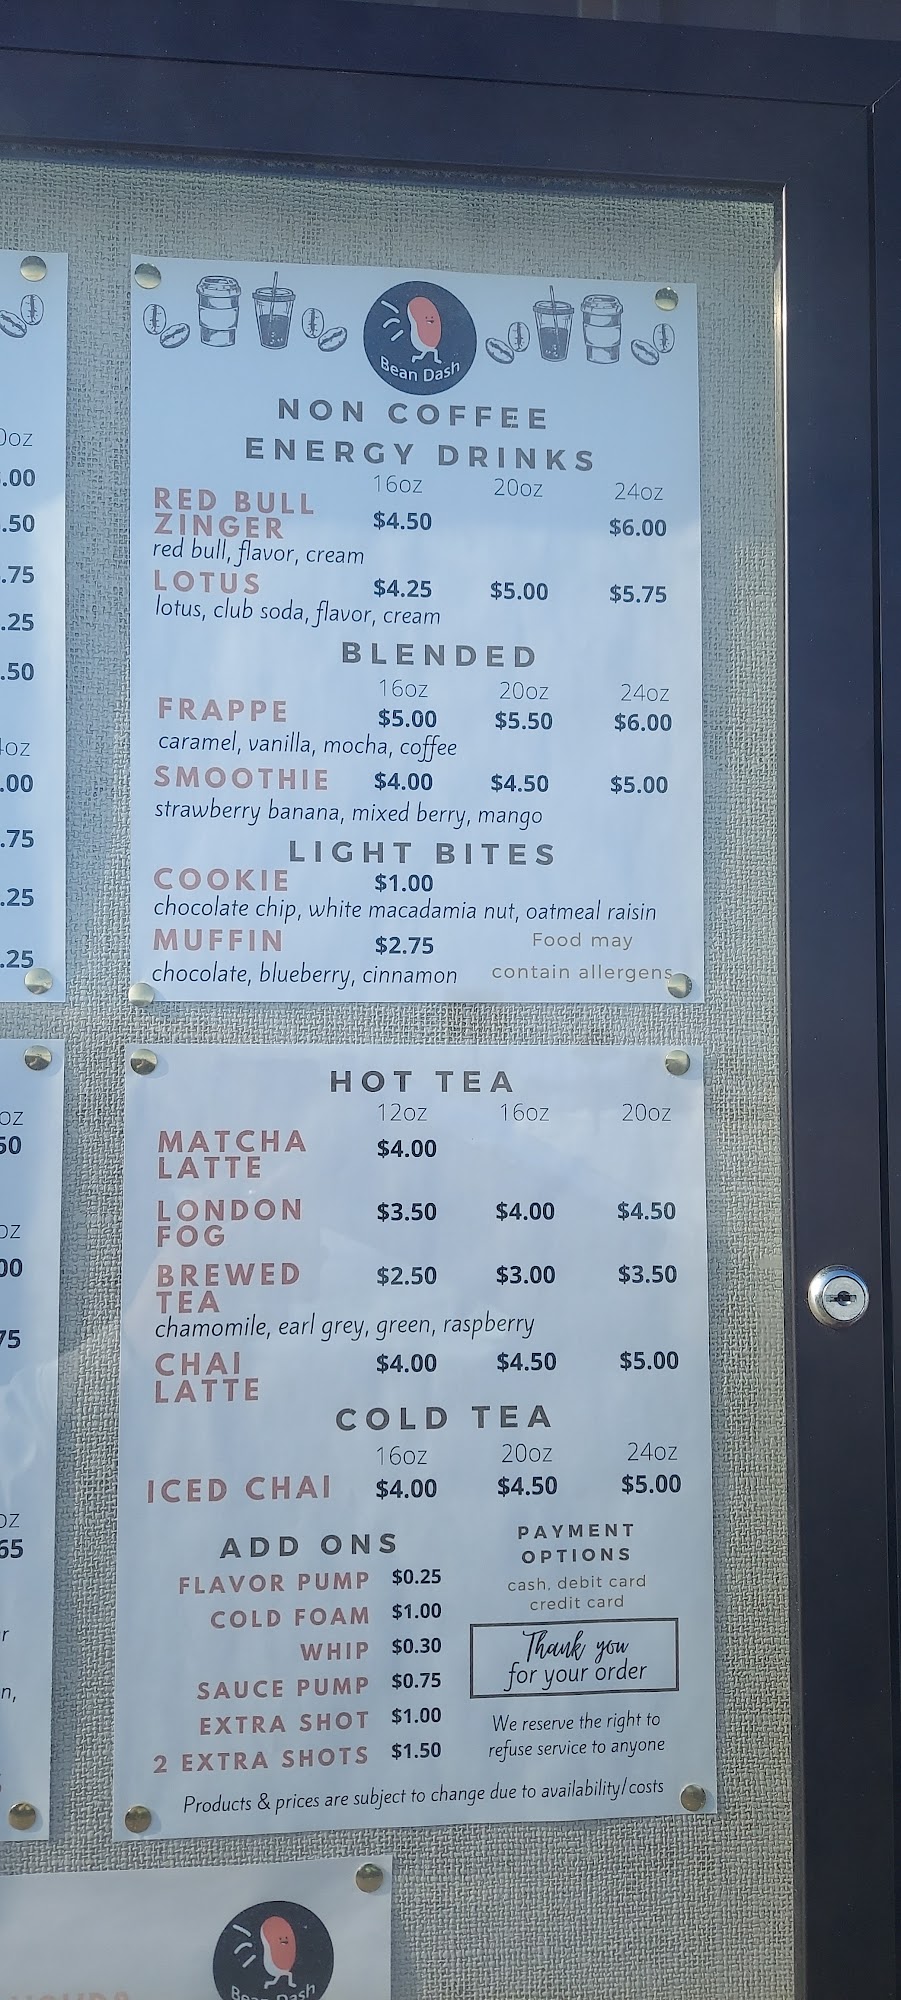 Bean Dash
NON COFFEE
ENERGY DRINKS
16oz 20oz 24oz
RED BULL
ZINGER $4.50 $6.00
red bull, flavor, cream
LOTUS $4.25 $5.00 $5.75
lotus, club soda, flavor, cream
BLENDED
16oz 20oz 24oz
FRAPPE $5.00 $5.50 $6.00
caramel, vanilla, mocha, coffee
SMOOTHIE $4.00 $4.50 $5.00
strawberry banana, mixed berry, mango
LIGHT BITES
COOKIE $1.00
chocolate chip, white macadamia nut, oatmeal raisin
MUFFIN $2.75 Food may
chocolate, blueberry, cinnamon contain allergens
HOT TEA
12oz 16oz 20oz
MATCHA $4.00
LATTE
LONDON $3.50 $4.00 $4.50
FOG
BREWED $2.50 $3.00 $3.50
TEA
chamomile, earl grey, green, raspberry
CHAI $4.00 $4.50 $5.00
LATTE
COLD TEA
16oz 20oz 24oz
ICED CHAI $4.00 $4.50 $5.00
ADD ONS
FLAVOR PUMP $0.25
COLD FOAM $1.00
WHIP $0.30
SAUCE PUMP $0.75
EXTRA SHOT $1.00
2 EXTRA SHOTS $1.50
PAYMENT
OPTIONS
cash, debit card
credit card
Thank you
for your order
We reserve the right to
refuse service to anyone
Products & prices are subject to change due to availability/costs
Bean Dash